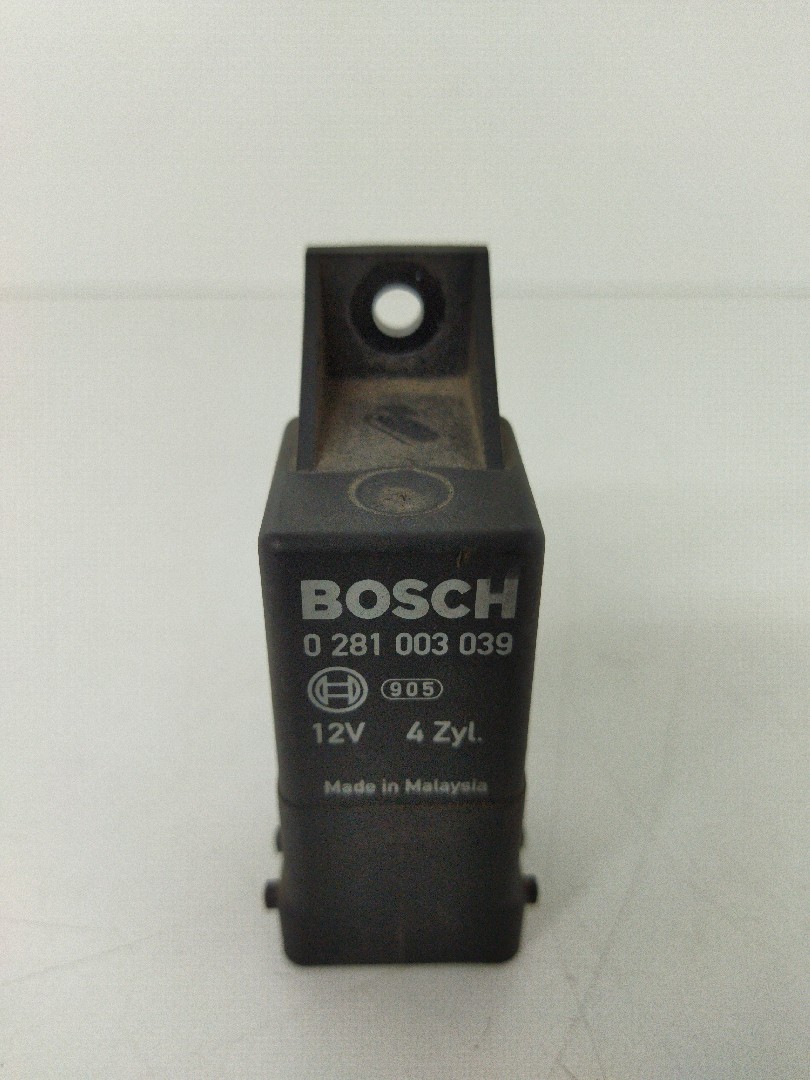 BOSCH
0 281 003 039
905
12V 4 Zyl.
Made in Malaysia